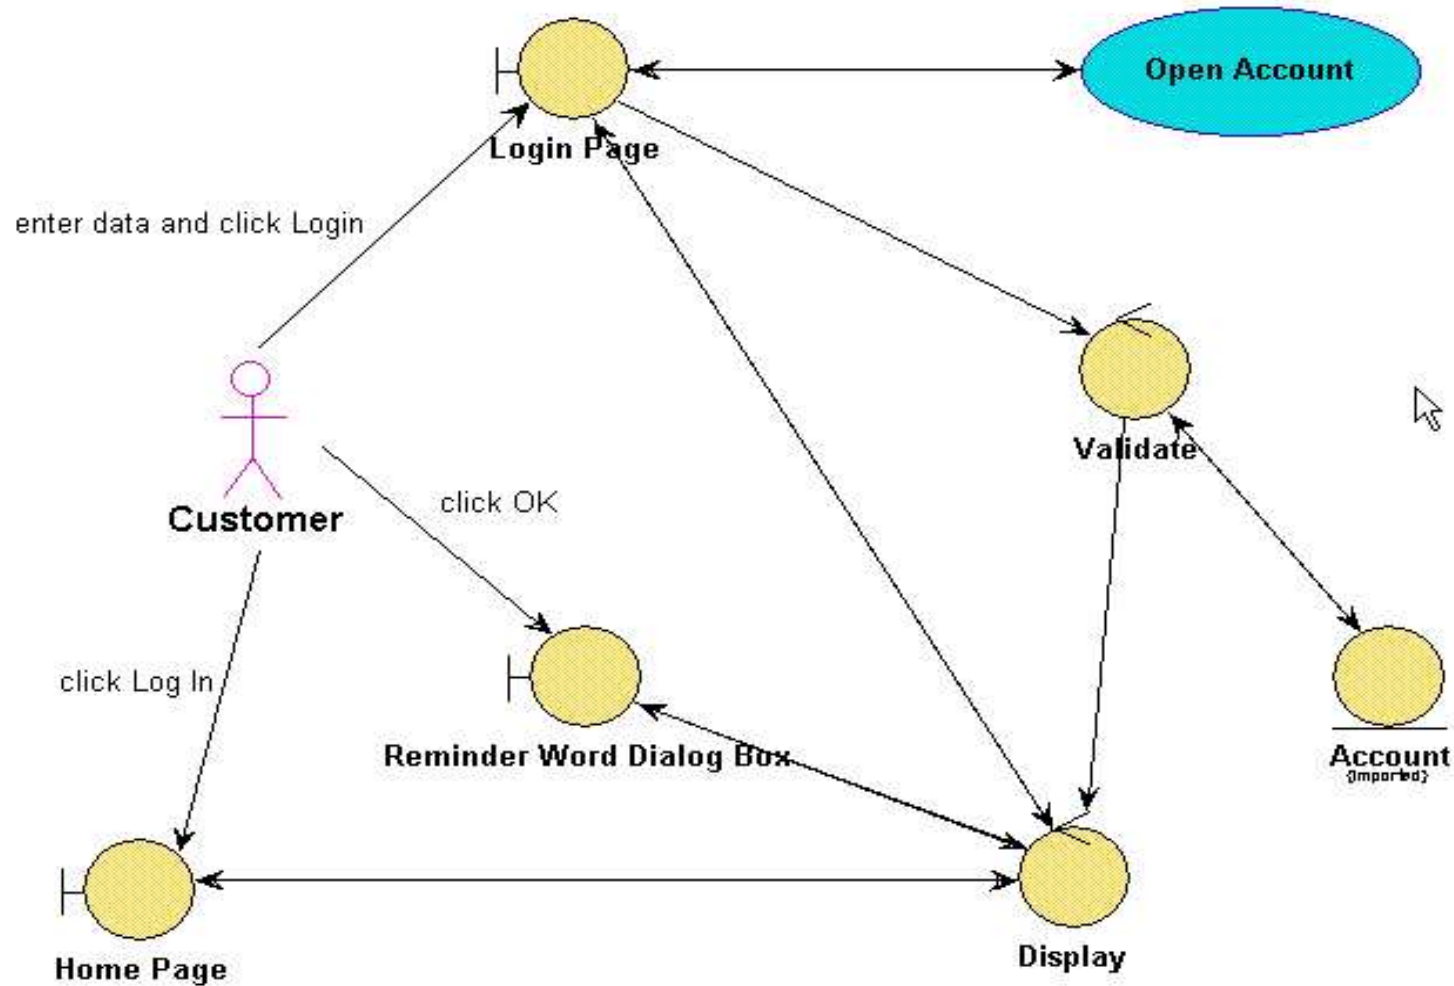 Open Account
Login Page
enter data and click Login
Validate
click OK
Customer
click Log In
Reminder Word Dialog Box
Account
{Imported}
Display
Home Page